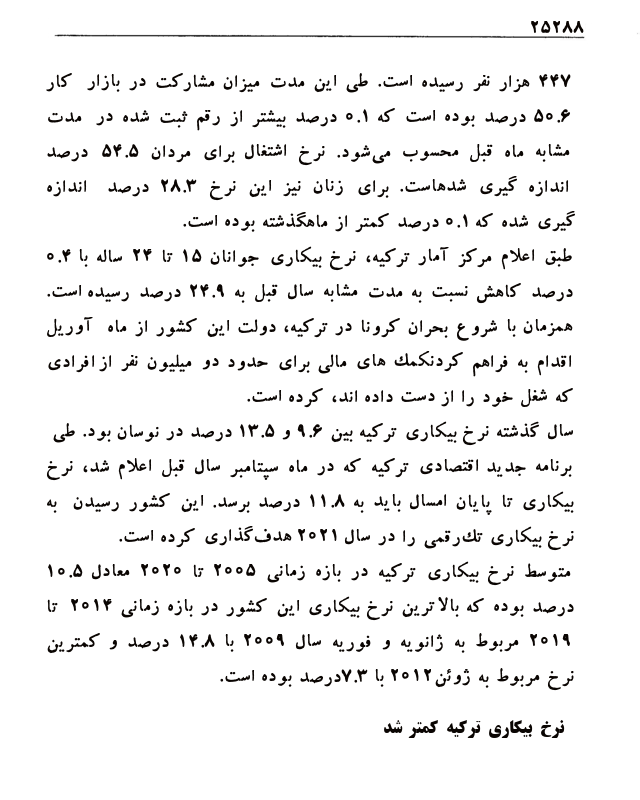 ۲۵۲۸۸
۴۴۷ هزار نفر رسیده است. طی این مدت میزان مشارکت در بازار کار
۵۰.۶ درصد بوده است که ۰.۱ درصد بیشتر از رقم ثبت شده در مدت
مشابه ماه قبل محسوب می‌شود. نرخ اشتغال برای مردان ۵۴.۵ درصد
اندازه گیری شدهاست. برای زنان نیز این نرخ ۲۸.۳ درصد اندازه
گیری شده که ۰.۱ درصد کمتر از ماهگذشته بوده است.
طبق اعلام مرکز آمار ترکیه، نرخ بیکاری جوانان ۱۵ تا ۲۴ ساله با ۰.۴
درصد کاهش نسبت به مدت مشابه سال قبل به ۲۴.۹ درصد رسیده است.
همزمان با شروع بحران کرونا در ترکیه، دولت این کشور از ماه آوریل
اقدام به فراهم کردنکمك های مالی برای حدود دو میلیون نفر از افرادی
که شغل خود را از دست داده اند، کرده است.
سال گذشته نرخ بیکاری ترکیه بین ۹.۶ و ۱۳.۵ درصد در نوسان بود. طی
برنامه جدید اقتصادی ترکیه که در ماه سپتامبر سال قبل اعلام شد، نرخ
بیکاری تا پایان امسال باید به ۱۱.۸ درصد برسد. این کشور رسیدن به
نرخ بیکاری تك‌رقمی را در سال ۲۰۲۱ هدف‌گذاری کرده است.
متوسط نرخ بیکاری ترکیه در بازه زمانی ۲۰۰۵ تا ۲۰۲۰ معادل ۱۰.۵
درصد بوده که بالاترین نرخ بیکاری این کشور در بازه زمانی ۲۰۱۴ تا
۲۰۱۹ مربوط به ژانویه و فوریه سال ۲۰۰۹ با ۱۴.۸ درصد و کمترین
نرخ مربوط به ژوئن۲۰۱۲ با ۷.۳درصد بوده است.
نرخ بیکاری ترکیه کمتر شد